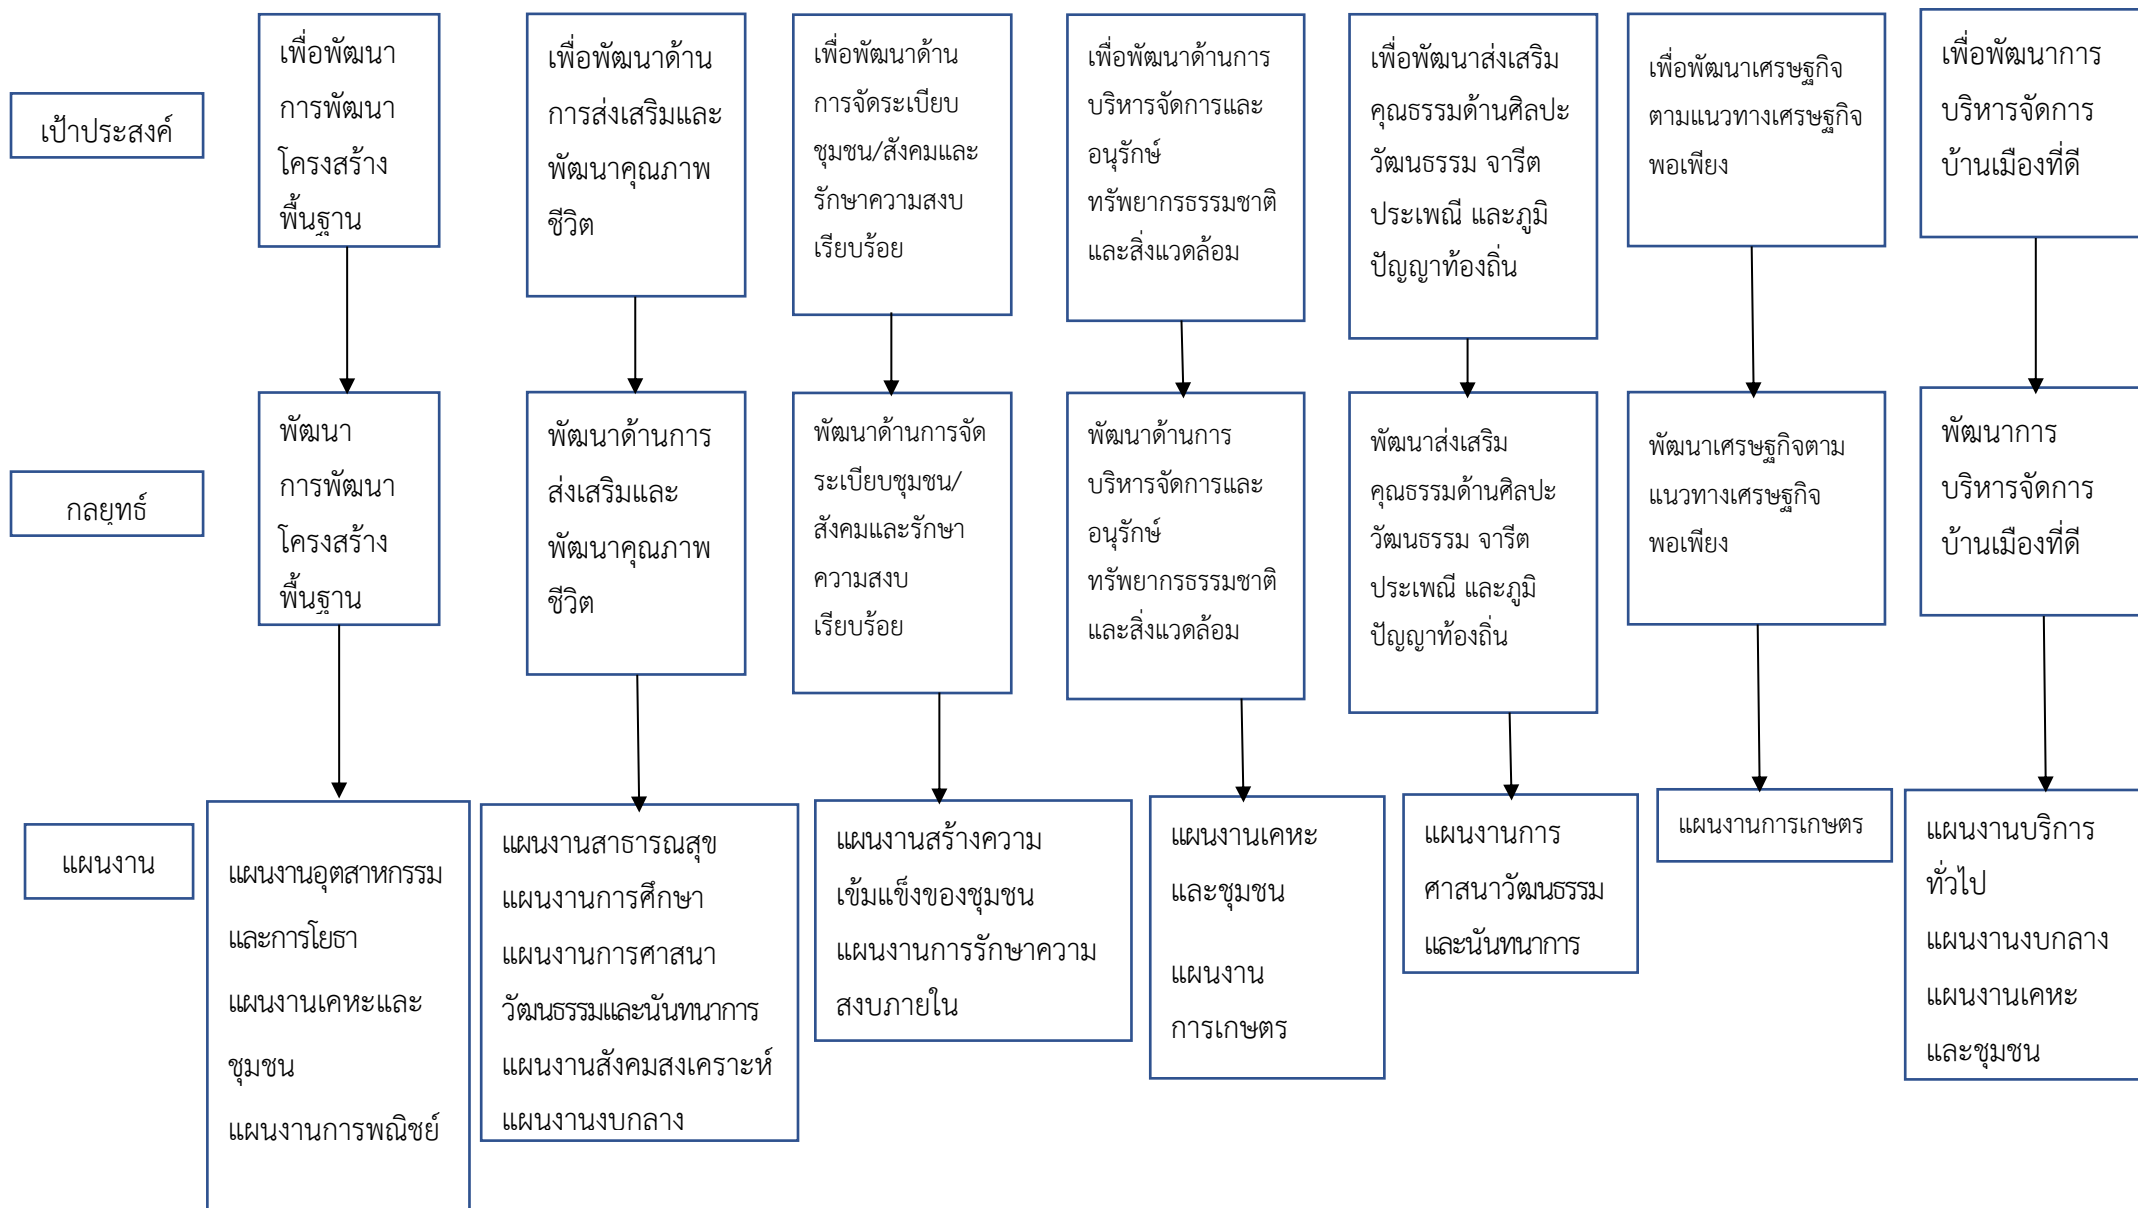 เป้าประสงค์
เพื่อพัฒนา
การพัฒนา
โครงสร้าง
พื้นฐาน
เพื่อพัฒนาด้าน
การส่งเสริมและ
พัฒนาคุณภาพ
ชีวิต
เพื่อพัฒนาด้าน
การจัดระเบียบ
ชุมชน/สังคมและ
รักษาความสงบ
เรียบร้อย
เพื่อพัฒนาด้านการ
บริหารจัดการและ
อนุรักษ์
ทรัพยากรธรรมชาติ
และสิ่งแวดล้อม
เพื่อพัฒนาส่งเสริม
คุณธรรมด้านศิลปะ
วัฒนธรรม จารีต
ประเพณี และภูมิ
ปัญญาท้องถิ่น
เพื่อพัฒนาเศรษฐกิจ
ตามแนวทางเศรษฐกิจ
พอเพียง
เพื่อพัฒนาการ
บริหารจัดการ
บ้านเมืองที่ดี
กลยุทธ์
พัฒนา
การพัฒนา
โครงสร้าง
พื้นฐาน
พัฒนาด้านการ
ส่งเสริมและ
พัฒนาคุณภาพ
ชีวิต
พัฒนาด้านการจัด
ระเบียบชุมชน/
สังคมและรักษา
ความสงบ
เรียบร้อย
พัฒนาด้านการ
บริหารจัดการและ
อนุรักษ์
ทรัพยากรธรรมชาติ
และสิ่งแวดล้อม
พัฒนาส่งเสริม
คุณธรรมด้านศิลปะ
วัฒนธรรม จารีต
ประเพณี และภูมิ
ปัญญาท้องถิ่น
พัฒนาเศรษฐกิจตาม
แนวทางเศรษฐกิจ
พอเพียง
พัฒนาการ
บริหารจัดการ
บ้านเมืองที่ดี
แผนงาน
แผนงานอุตสาหกรรม
และการโยธา
แผนงานเคหะและ
ชุมชน
แผนงานการพณิชย์
แผนงานสาธารณสุข
แผนงานการศึกษา
แผนงานการศาสนา
วัฒนธรรมและนันทนาการ
แผนงานสังคมสงเคราะห์
แผนงานงบกลาง
แผนงานสร้างความ
เข้มแข็งของชุมชน
แผนงานการรักษาความ
สงบภายใน
แผนงานเคหะ
และชุมชน
แผนงาน
การเกษตร
แผนงานการ
ศาสนาวัฒนธรรม
และนันทนาการ
แผนงานการเกษตร
แผนงานบริการ
ทั่วไป
แผนงานงบกลาง
แผนงานเคหะ
และชุมชน